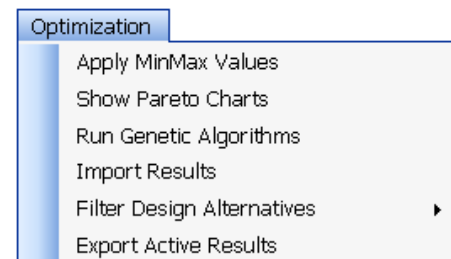 Optimization
Apply MinMax Values
Show Pareto Charts
Run Genetic Algorithms
Import Results
Filter Design Alternatives
Export Active Results